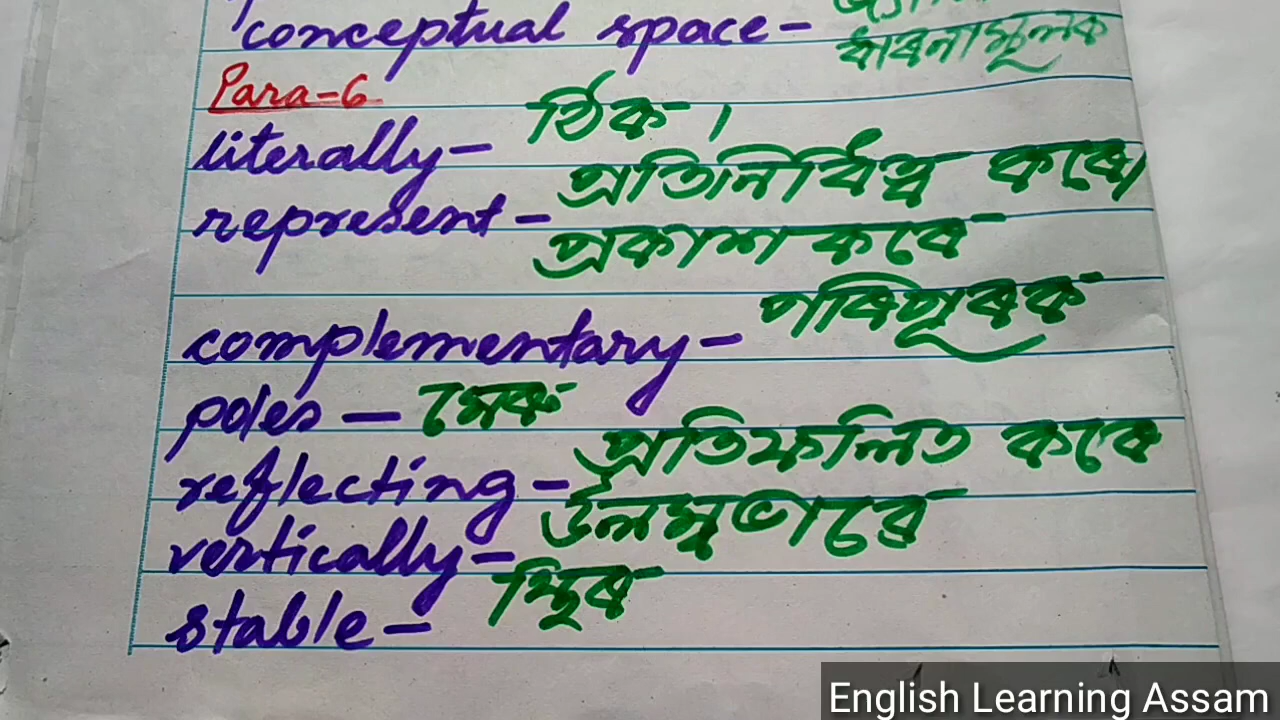 conceptual space - ধাৰনামূলক
Para-6
literally - ঠিক।
represent - প্ৰতিনিধিত্ব কৰে।
প্ৰকাশ কৰে
complementary - পৰিপূৰক
poles - মেৰু
reflecting - প্ৰতিফলিত কৰে
vertically - উলম্বভাৱে
stable - স্থিৰ
English Learning Assam